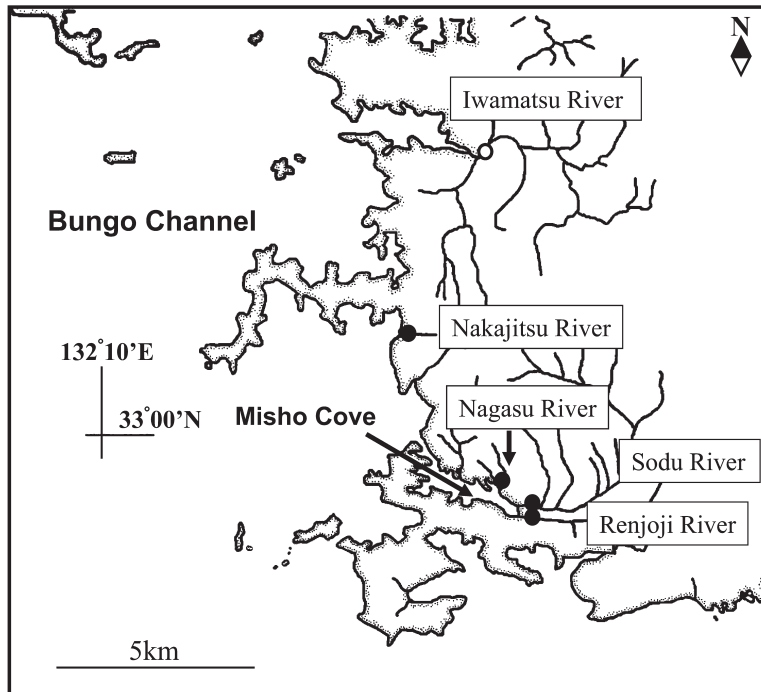 N
Iwamatsu River
Bungo Channel
Nakajitsu River
132°10'E
33°00'N
Misho Cove
Nagasu River
Sodu River
Renjoji River
5km